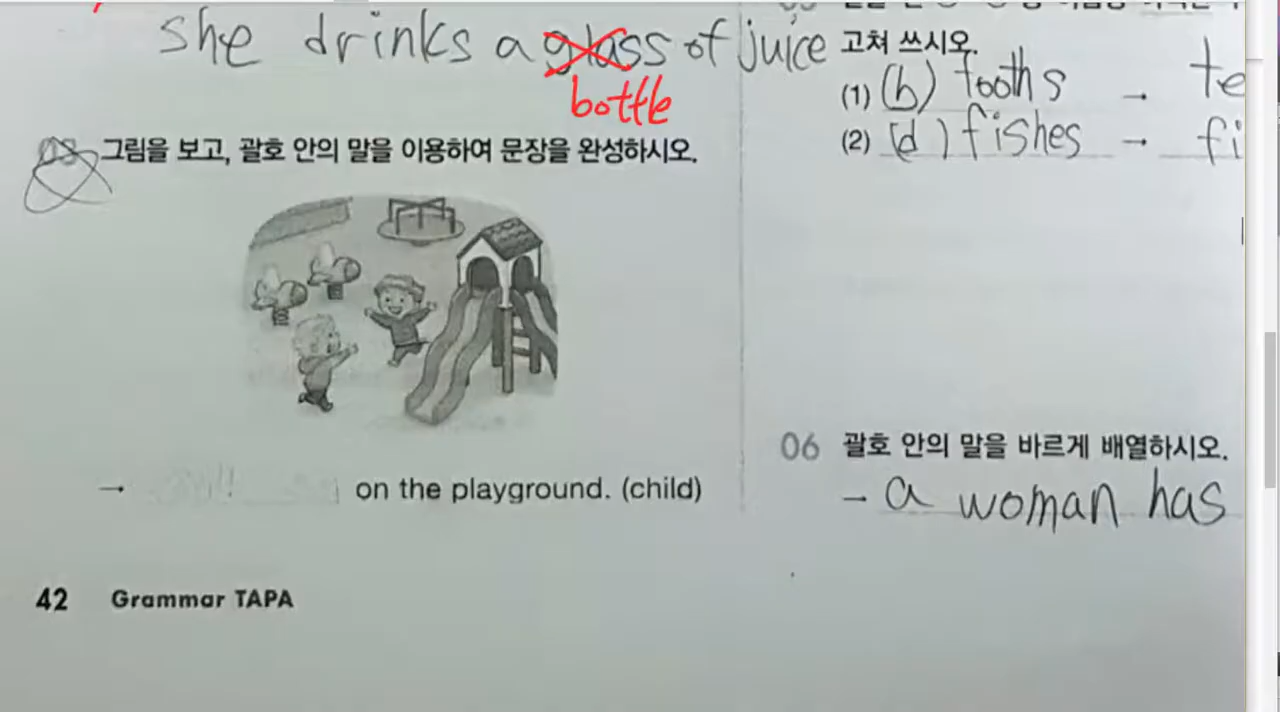 she drinks a glass of juice
bottle
03 그림을 보고, 괄호 안의 말을 이용하여 문장을 완성하시오.
→ on the playground. (child)
42 Grammar TAPA
고쳐 쓰시오.
(1) (b) tooths → te
(2) (d) fishes → fi
06 괄호 안의 말을 바르게 배열하시오.
→ a woman has